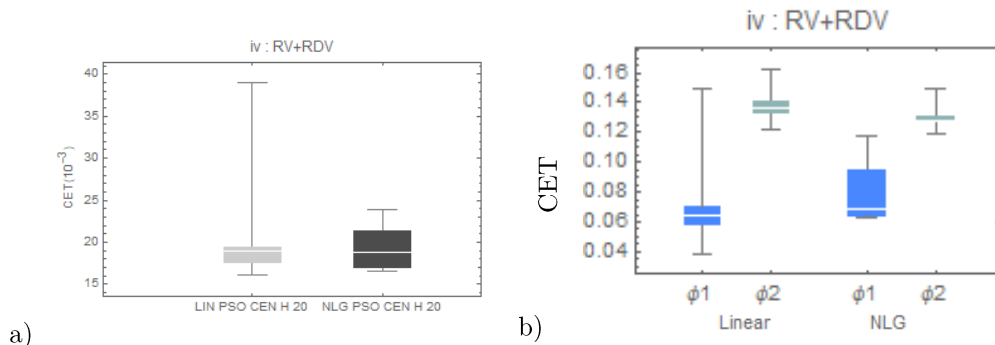 iv : RV+RDV
CET(10⁻³)
40
35
30
25
20
15
LIN PSO CEN H 20 NLG PSO CEN H 20
a)
iv : RV+RDV
CET
0.16
0.14
0.12
0.10
0.08
0.06
0.04
ϕ1 ϕ2 ϕ1 ϕ2
Linear NLG
b)